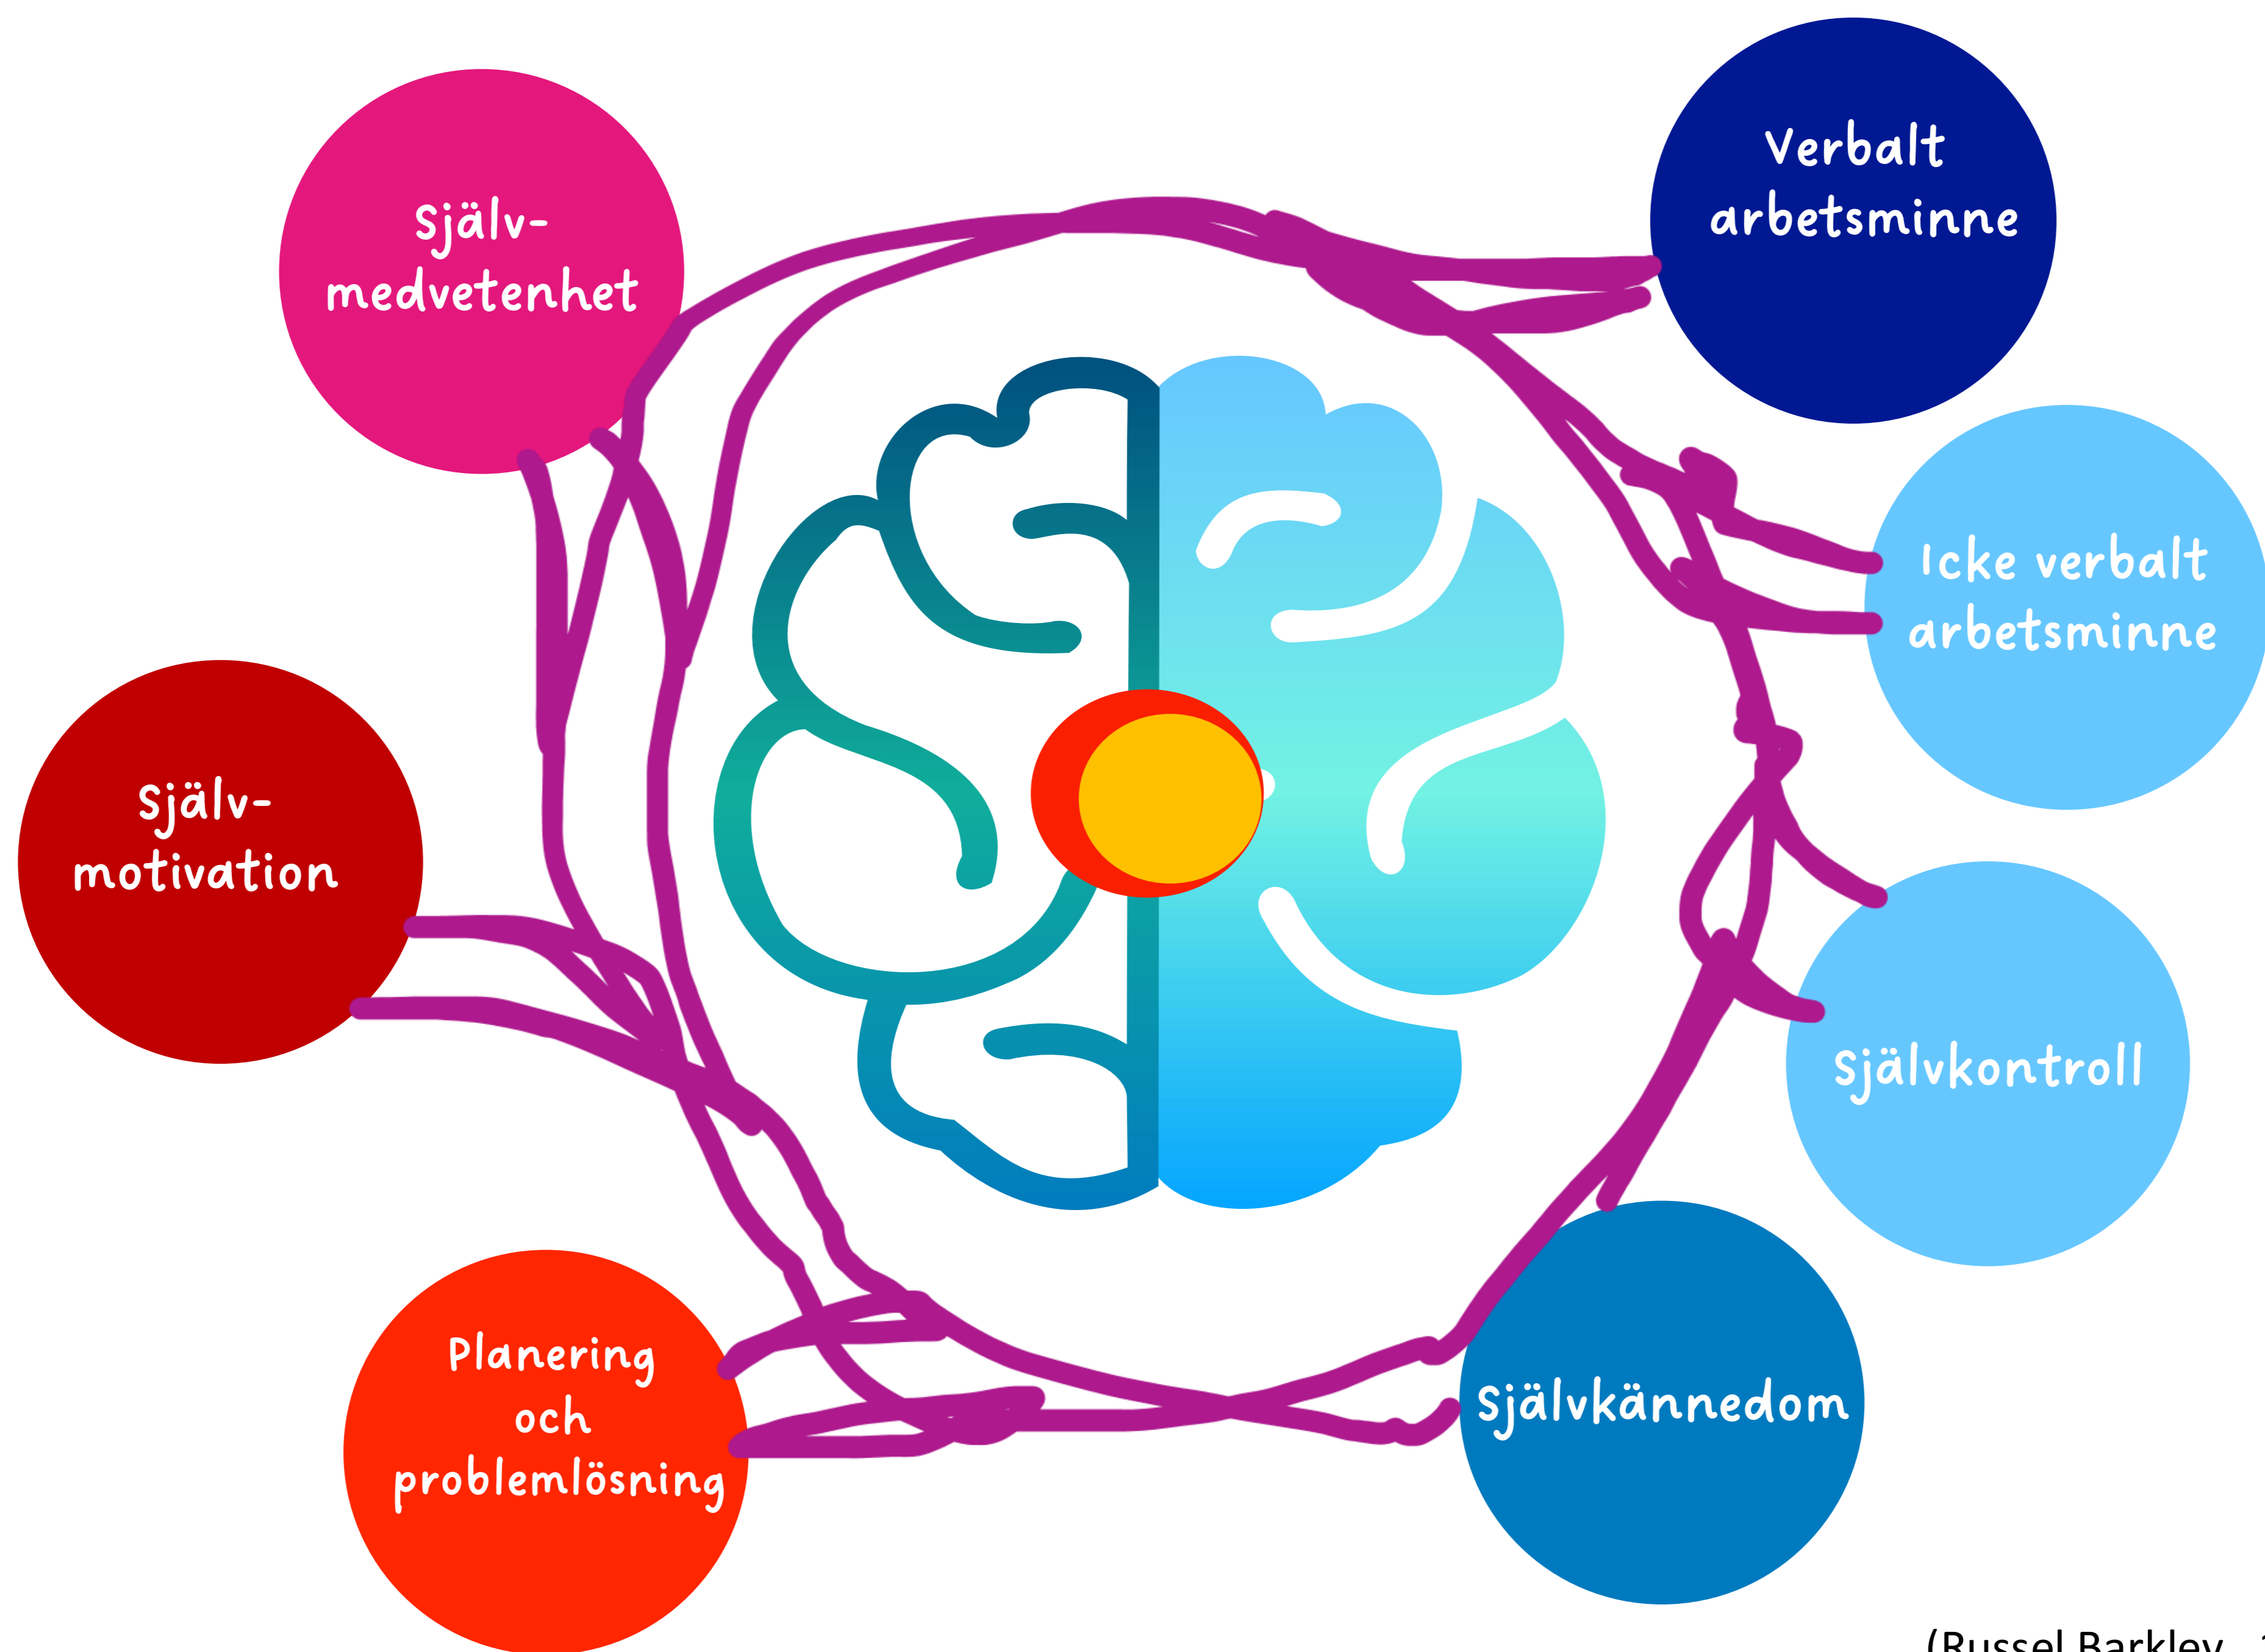 Själv-
medvetenhet
Verbalt
arbetsminne
Icke verbalt
arbetsminne
Själv-
motivation
Självkontroll
Planering
och
problemlösning
Självkännedom
(Russel Barkley